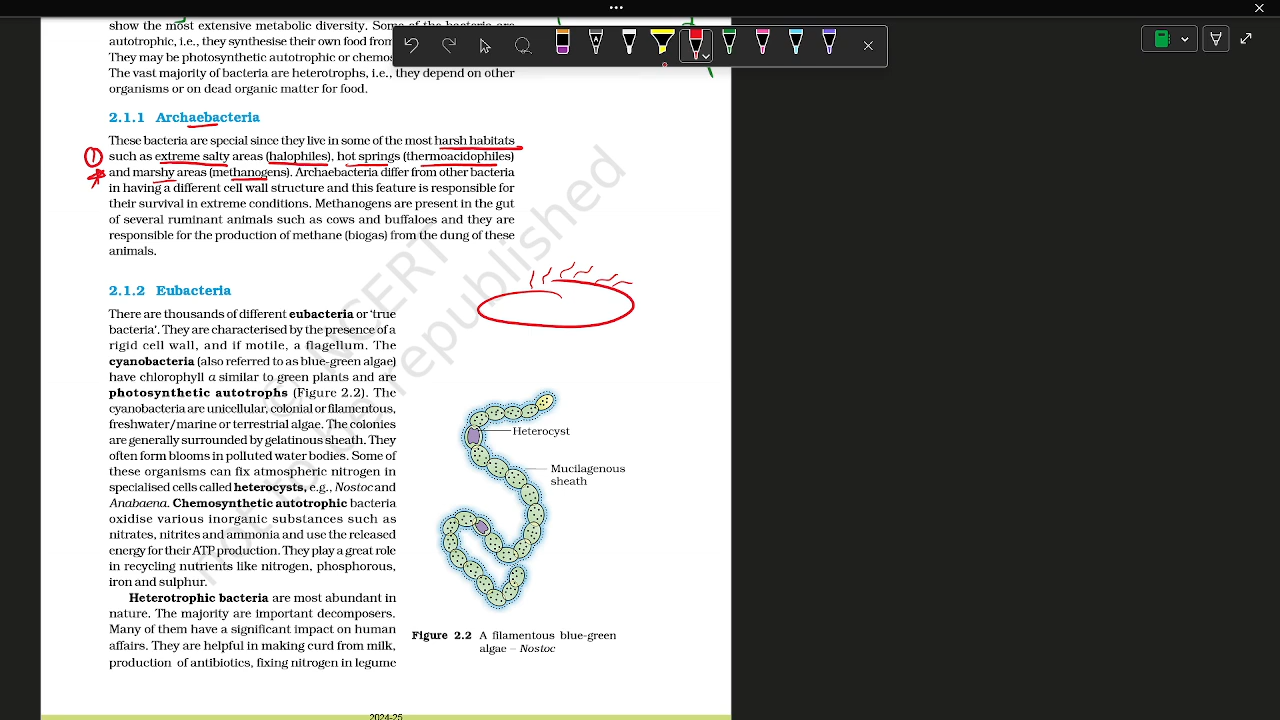 show the most extensive metabolic diversity. Some of the bacteria are
autotrophic, i.e., they synthesise their own food from
They may be photosynthetic autotrophic or chemos
The vast majority of bacteria are heterotrophs, i.e., they depend on other
organisms or on dead organic matter for food.
2.1.1 Archaebacteria
These bacteria are special since they live in some of the most harsh habitats
① such as extreme salty areas (halophiles), hot springs (thermoacidophiles)
and marshy areas (methanogens). Archaebacteria differ from other bacteria
in having a different cell wall structure and this feature is responsible for
their survival in extreme conditions. Methanogens are present in the gut
of several ruminant animals such as cows and buffaloes and they are
responsible for the production of methane (biogas) from the dung of these
animals.
2.1.2 Eubacteria
There are thousands of different eubacteria or ‘true
bacteria’. They are characterised by the presence of a
rigid cell wall, and if motile, a flagellum. The
cyanobacteria (also referred to as blue-green algae)
have chlorophyll a similar to green plants and are
photosynthetic autotrophs (Figure 2.2). The
cyanobacteria are unicellular, colonial or filamentous,
freshwater/marine or terrestrial algae. The colonies
are generally surrounded by gelatinous sheath. They
often form blooms in polluted water bodies. Some of
these organisms can fix atmospheric nitrogen in
specialised cells called heterocysts, e.g., Nostoc and
Anabaena. Chemosynthetic autotrophic bacteria
oxidise various inorganic substances such as
nitrates, nitrites and ammonia and use the released
energy for their ATP production. They play a great role
in recycling nutrients like nitrogen, phosphorous,
iron and sulphur.
Heterotrophic bacteria are most abundant in
nature. The majority are important decomposers.
Many of them have a significant impact on human
affairs. They are helpful in making curd from milk,
production of antibiotics, fixing nitrogen in legume
Heterocyst
Mucilagenous
sheath
Figure 2.2 A filamentous blue-green
algae – Nostoc
© NCERT
not to be republished
2024-25